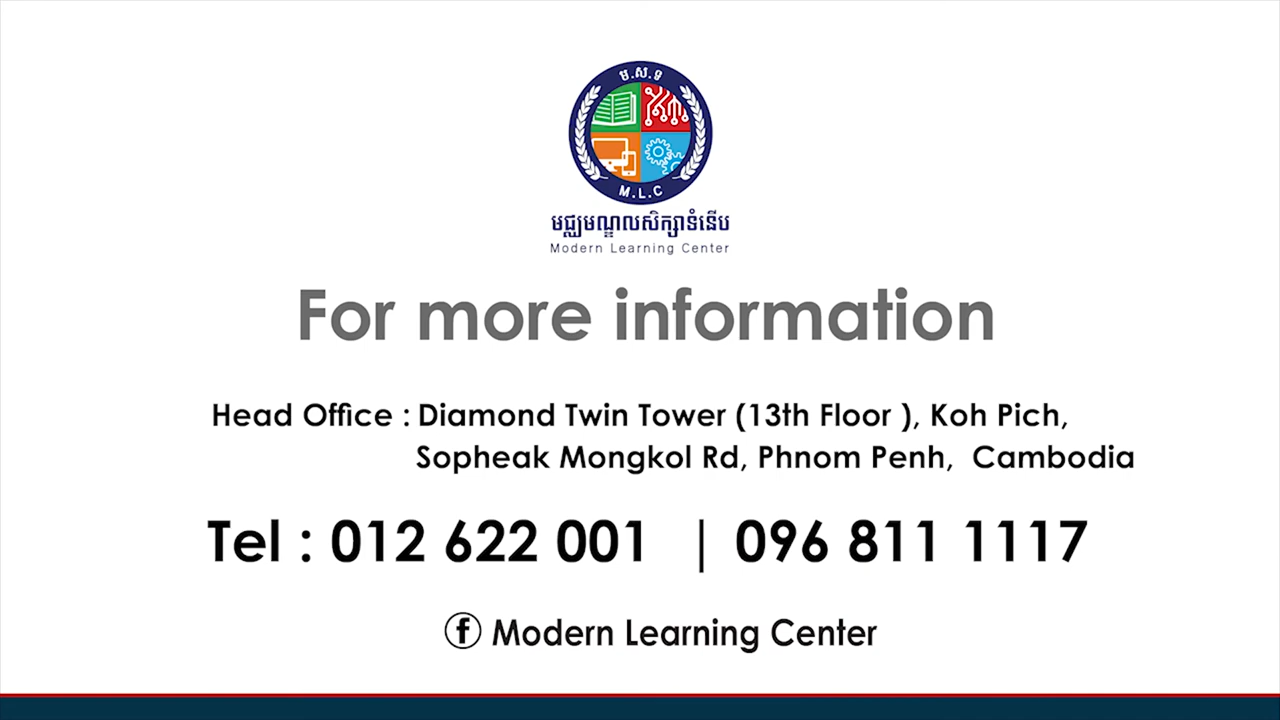 ម.ស.ទ
M.L.C
មជ្ឈមណ្ឌលសិក្សាទំនើប
Modern Learning Center
For more information
Head Office : Diamond Twin Tower (13th Floor ), Koh Pich,
Sopheak Mongkol Rd, Phnom Penh, Cambodia
Tel : 012 622 001 | 096 811 1117
f Modern Learning Center